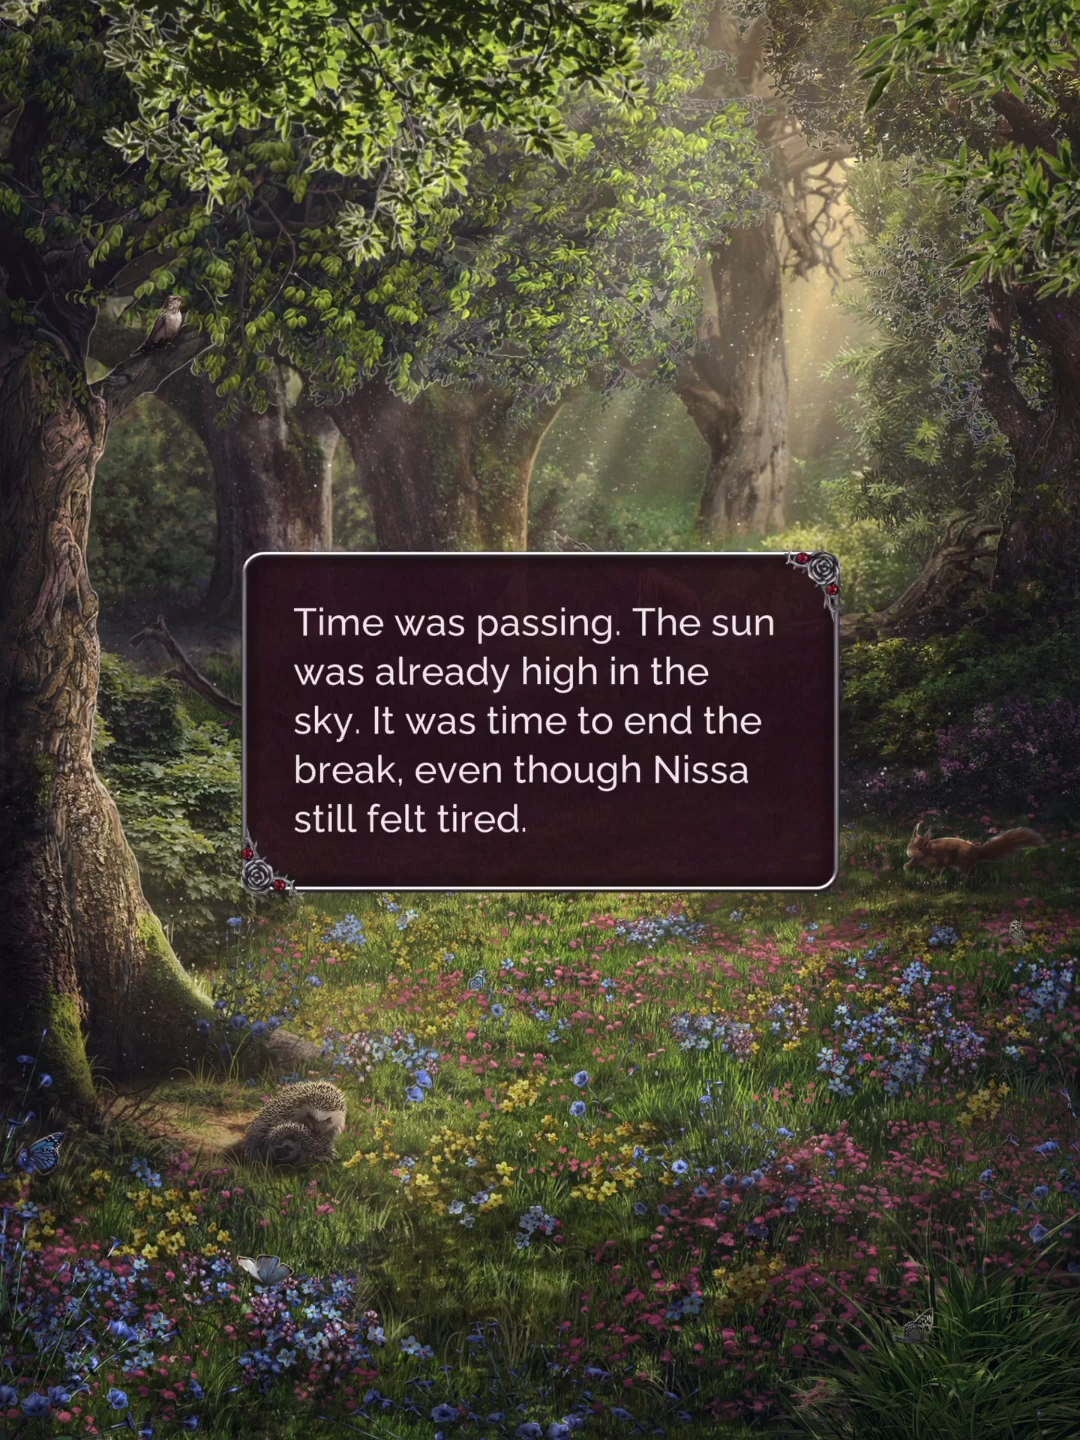 Time was passing. The sun
was already high in the
sky. It was time to end the
break, even though Nissa
still felt tired.